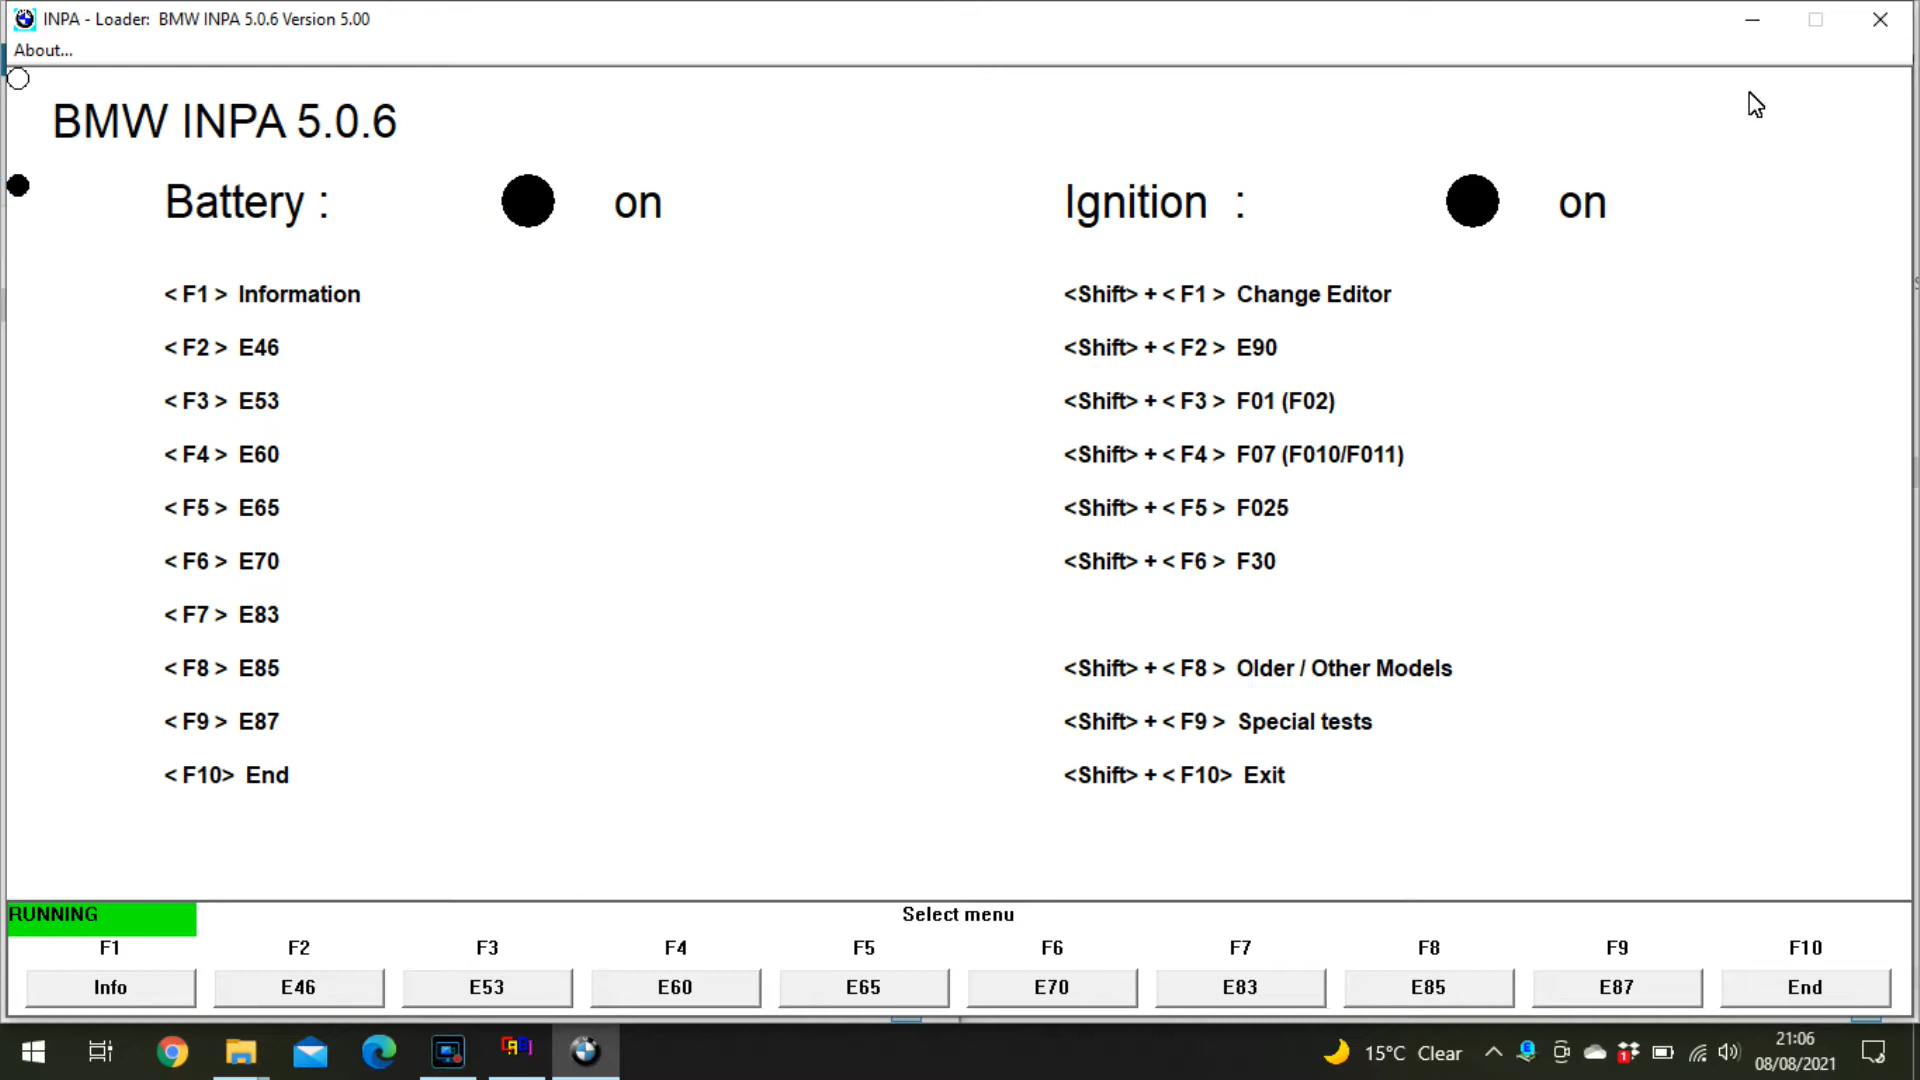 INPA - Loader: BMW INPA 5.0.6 Version 5.00
About...
BMW INPA 5.0.6
Battery : on Ignition : on
< F1 > Information <Shift> + < F1 > Change Editor
< F2 > E46 <Shift> + < F2 > E90
< F3 > E53 <Shift> + < F3 > F01 (F02)
< F4 > E60 <Shift> + < F4 > F07 (F010/F011)
< F5 > E65 <Shift> + < F5 > F025
< F6 > E70 <Shift> + < F6 > F30
< F7 > E83
< F8 > E85 <Shift> + < F8 > Older / Other Models
< F9 > E87 <Shift> + < F9 > Special tests
< F10> End <Shift> + < F10> Exit
RUNNING Select menu
F1 F2 F3 F4 F5 F6 F7 F8 F9 F10
Info E46 E53 E60 E65 E70 E83 E85 E87 End
15°C Clear 1 21:06
08/08/2021